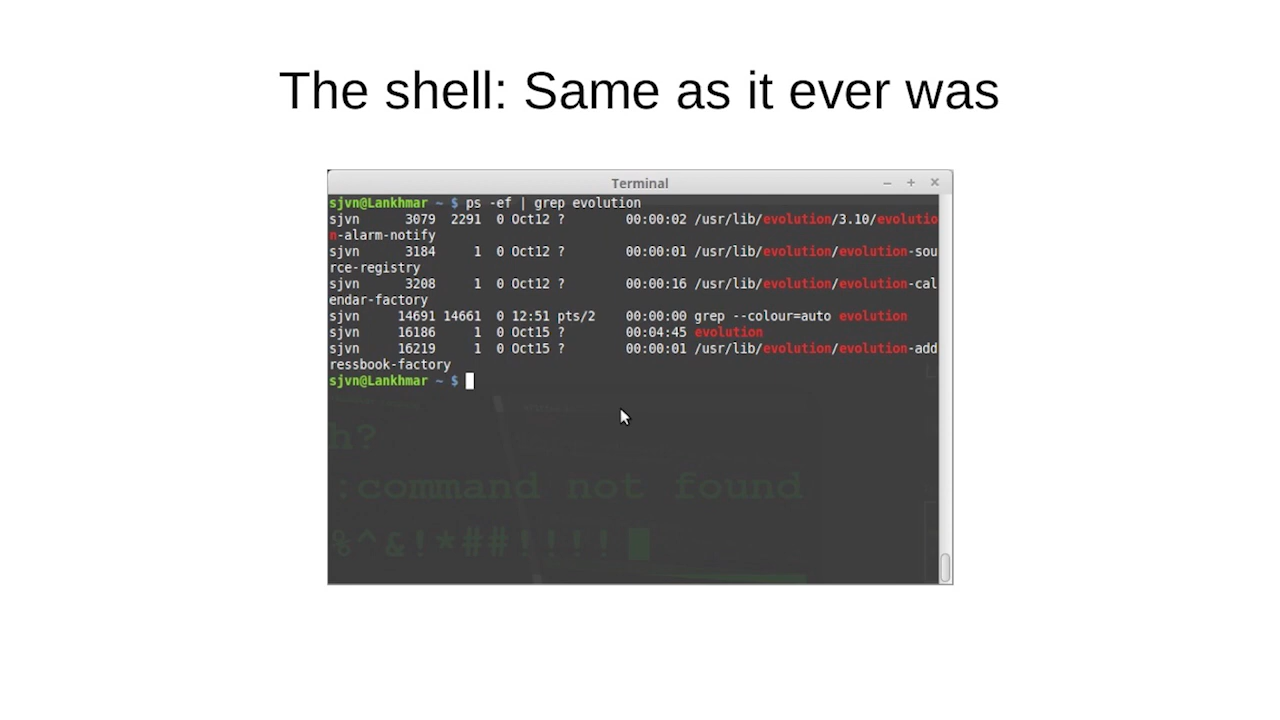 The shell: Same as it ever was
Terminal
sjvn@Lankhmar ~ $ ps -ef | grep evolution
sjvn 3079 2291 0 Oct12 ? 00:00:02 /usr/lib/evolution/3.10/evolutio
n-alarm-notify
sjvn 3184 1 0 Oct12 ? 00:00:01 /usr/lib/evolution/evolution-sou
rce-registry
sjvn 3208 1 0 Oct12 ? 00:00:16 /usr/lib/evolution/evolution-cal
endar-factory
sjvn 14691 14661 0 12:51 pts/2 00:00:00 grep --colour=auto evolution
sjvn 16186 1 0 Oct15 ? 00:04:45 evolution
sjvn 16219 1 0 Oct15 ? 00:00:01 /usr/lib/evolution/evolution-add
ressbook-factory
sjvn@Lankhmar ~ $
h?
:command not found
%^&!*##!!!!